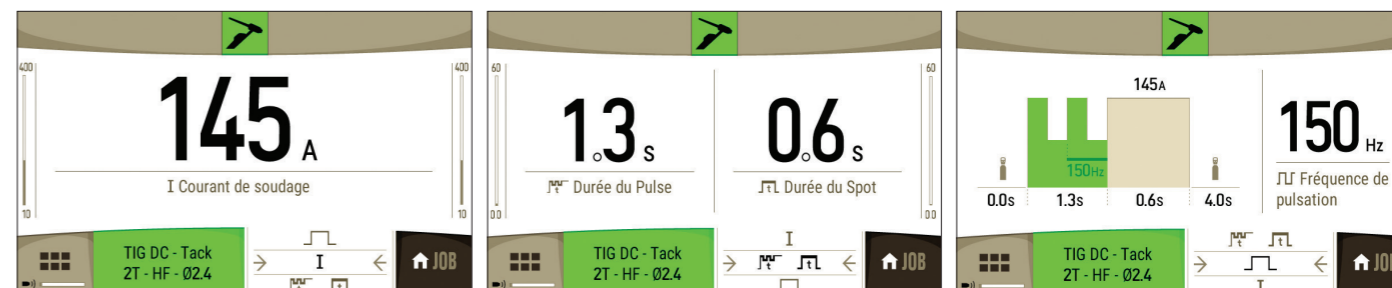 400
400
145 A
I Courant de soudage
10
10
TIG DC - Tack
2T - HF - Ø2.4
I
t t
JOB
60
60
1.3 s
0.6 s
t Durée du Pulse
t Durée du Spot
0.0
0.0
TIG DC - Tack
2T - HF - Ø2.4
I
t t
JOB
145A
150Hz
0.0s 1.3s 0.6s 4.0s
150 Hz
Fréquence de
pulsation
TIG DC - Tack
2T - HF - Ø2.4
t t
I
JOB